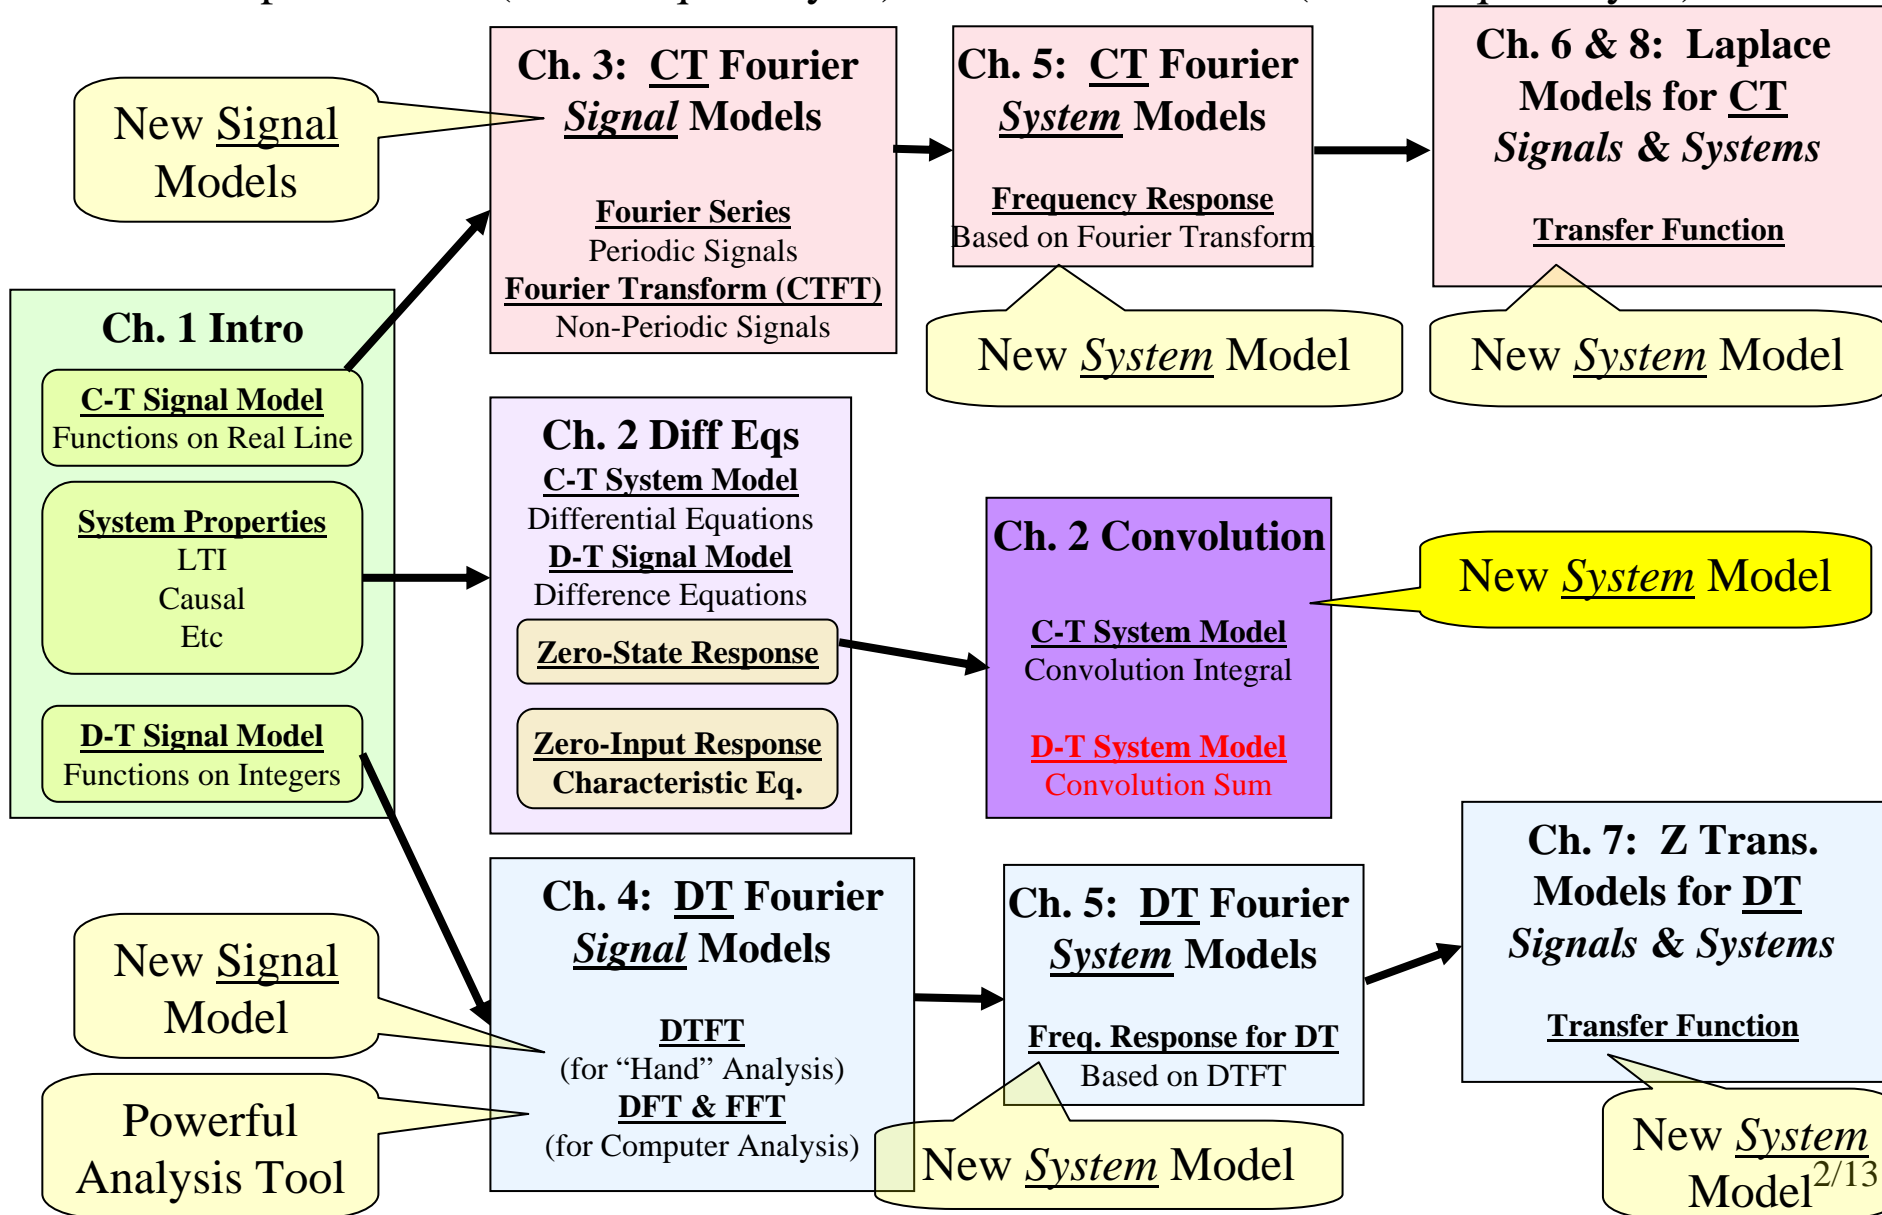 Ch. 3: CT Fourier
Signal Models
Fourier Series
Periodic Signals
Fourier Transform (CTFT)
Non-Periodic Signals
New Signal
Models
Ch. 5: CT Fourier
System Models
Frequency Response
Based on Fourier Transform
New System Model
Ch. 6 & 8: Laplace
Models for CT
Signals & Systems
Transfer Function
New System Model
Ch. 1 Intro
C-T Signal Model
Functions on Real Line
System Properties
LTI
Causal
Etc
D-T Signal Model
Functions on Integers
Ch. 2 Diff Eqs
C-T System Model
Differential Equations
D-T Signal Model
Difference Equations
Zero-State Response
Zero-Input Response
Characteristic Eq.
Ch. 2 Convolution
C-T System Model
Convolution Integral
D-T System Model
Convolution Sum
New System Model
Ch. 4: DT Fourier
Signal Models
DTFT
(for “Hand” Analysis)
DFT & FFT
(for Computer Analysis)
New Signal
Model
Powerful
Analysis Tool
Ch. 5: DT Fourier
System Models
Freq. Response for DT
Based on DTFT
New System Model
Ch. 7: Z Trans.
Models for DT
Signals & Systems
Transfer Function
New System
Model
2/13